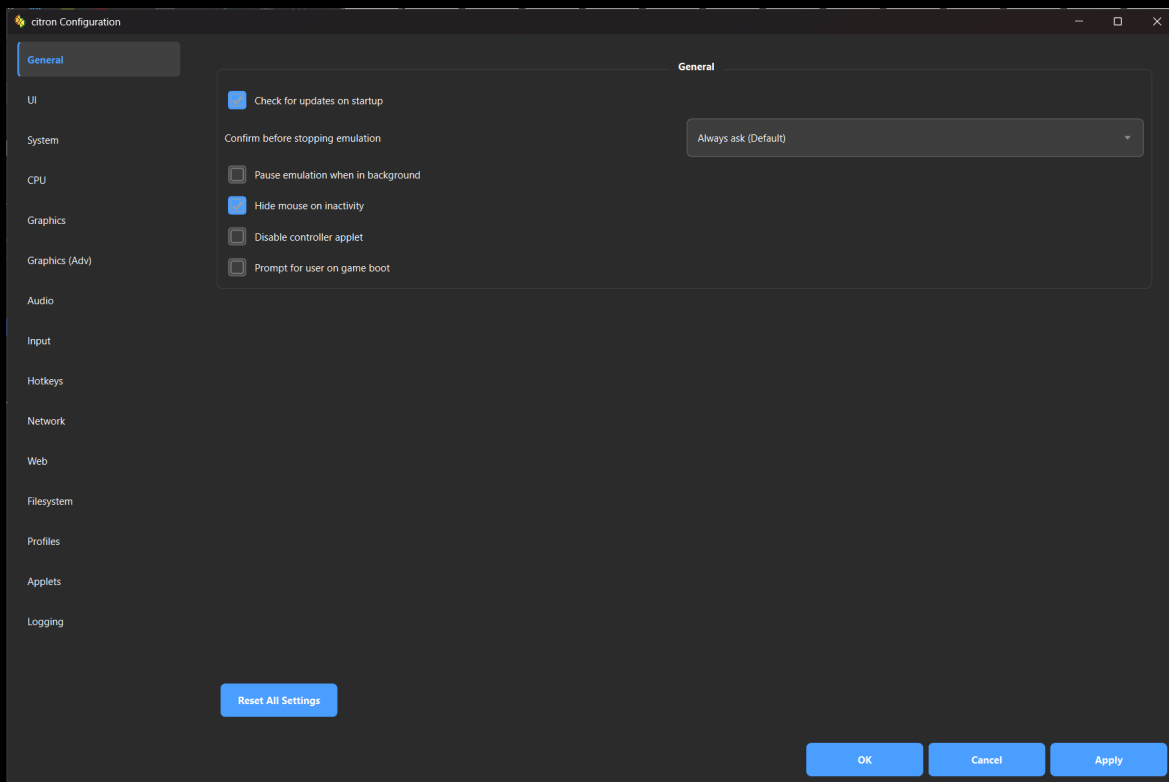 citron Configuration
General
UI
System
CPU
Graphics
Graphics (Adv)
Audio
Input
Hotkeys
Network
Web
Filesystem
Profiles
Applets
Logging
General
Check for updates on startup
Confirm before stopping emulation
Always ask (Default)
Pause emulation when in background
Hide mouse on inactivity
Disable controller applet
Prompt for user on game boot
Reset All Settings
OK
Cancel
Apply